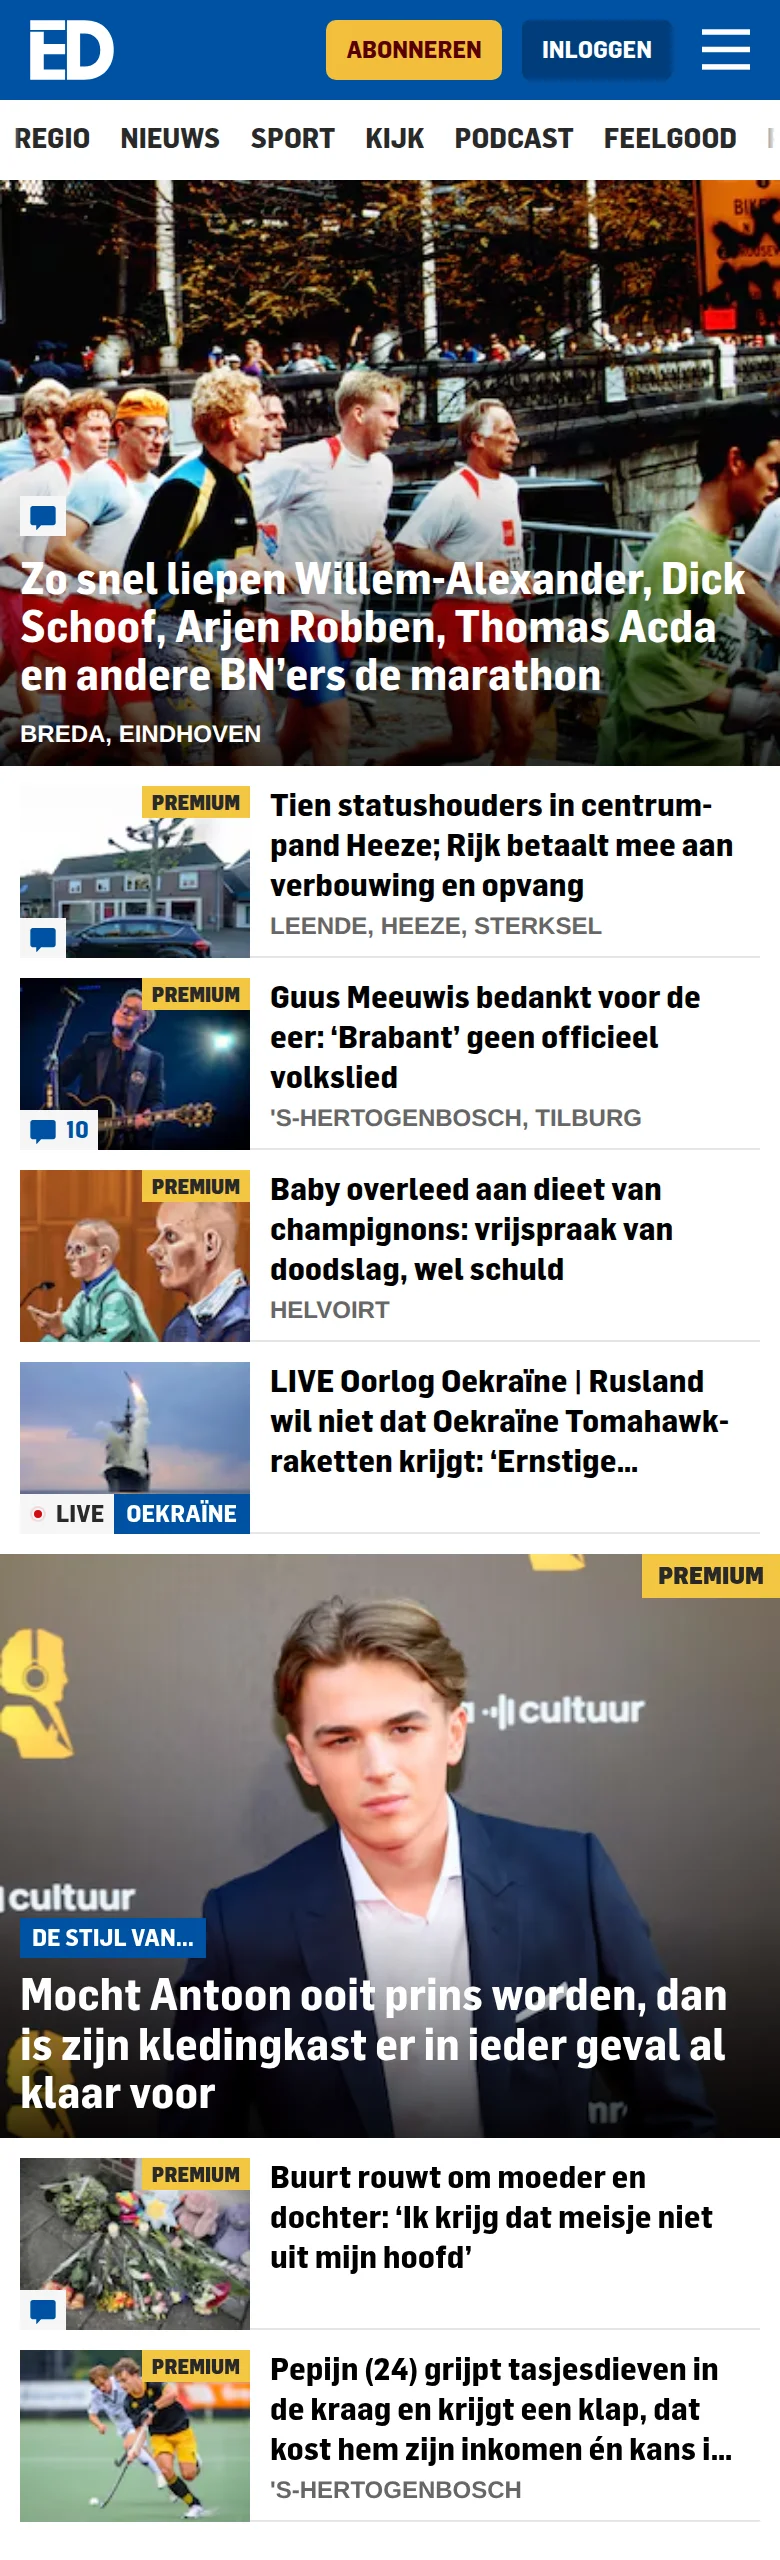 ED
ABONNEREN
INLOGGEN
REGIO NIEUWS SPORT KIJK PODCAST FEELGOOD
Zo snel liepen Willem-Alexander, Dick
Schoof, Arjen Robben, Thomas Acda
en andere BN’ers de marathon
BREDA, EINDHOVEN
PREMIUM
Tien statushouders in centrum-
pand Heeze; Rijk betaalt mee aan
verbouwing en opvang
LEENDE, HEEZE, STERKSEL
PREMIUM
10
Guus Meeuwis bedankt voor de
eer: ‘Brabant’ geen officieel
volkslied
'S-HERTOGENBOSCH, TILBURG
PREMIUM
Baby overleed aan dieet van
champignons: vrijspraak van
doodslag, wel schuld
HELVOIRT
LIVE OEKRAÏNE
LIVE Oorlog Oekraïne | Rusland
wil niet dat Oekraïne Tomahawk-
raketten krijgt: ‘Ernstige...
PREMIUM
cultuur
cultuur
DE STIJL VAN...
Mocht Antoon ooit prins worden, dan
is zijn kledingkast er in ieder geval al
klaar voor
PREMIUM
Buurt rouwt om moeder en
dochter: ‘Ik krijg dat meisje niet
uit mijn hoofd’
PREMIUM
Pepijn (24) grijpt tasjesdieven in
de kraag en krijgt een klap, dat
kost hem zijn inkomen én kans i...
'S-HERTOGENBOSCH